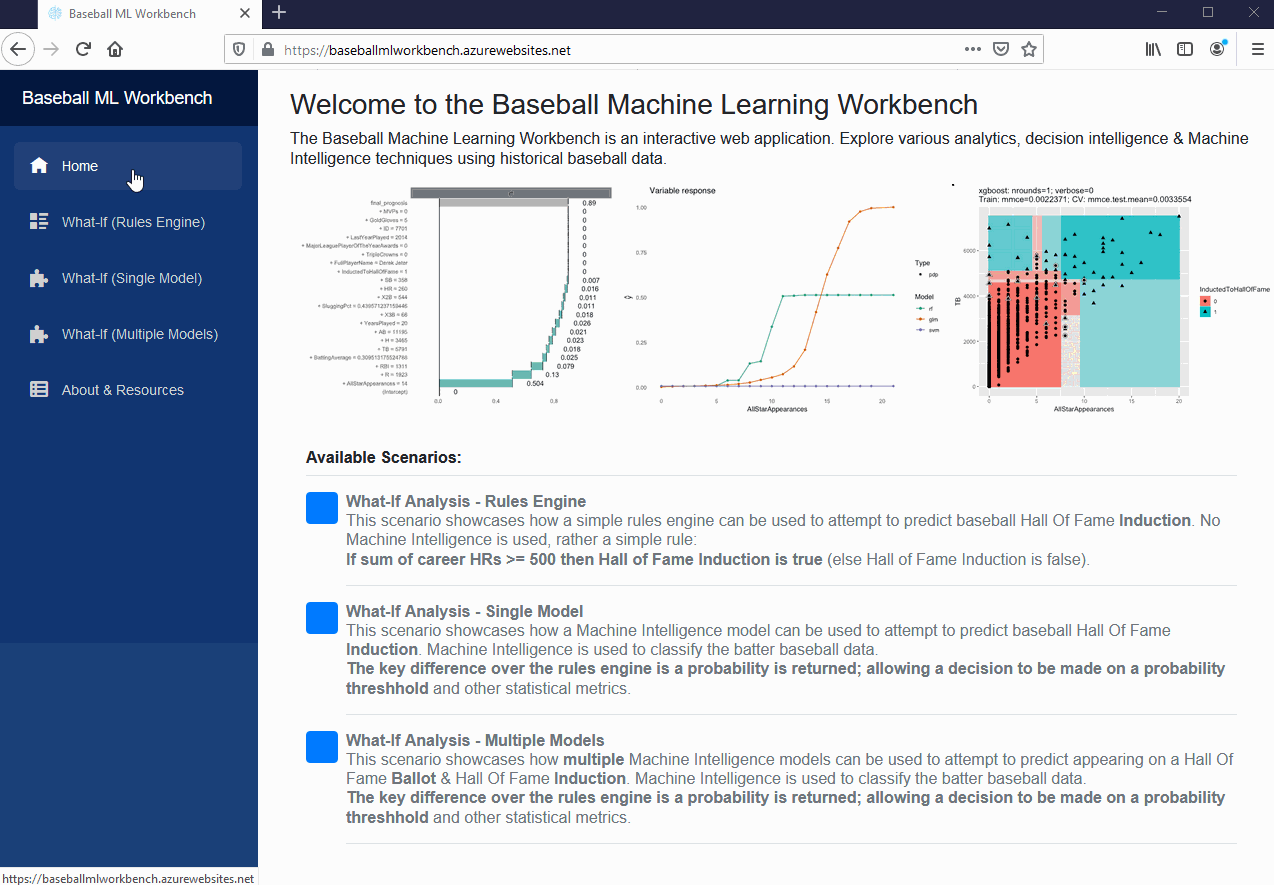 Baseball ML Workbench
https://baseballmlworkbench.azurewebsites.net
Baseball ML Workbench
Home
What-If (Rules Engine)
What-If (Single Model)
What-If (Multiple Models)
About & Resources
Welcome to the Baseball Machine Learning Workbench
The Baseball Machine Learning Workbench is an interactive web application. Explore various analytics, decision intelligence & Machine
Intelligence techniques using historical baseball data.
final_prognosis 0.89
+ MVPs = 0 0
+ GoldGloves = 5 0
+ ID = 7701 0
+ LastYearPlayed = 2014 0
+ MajorLeaguePlayerOfTheYearAwards = 0 0
+ TripleCrowns = 0 0
+ FullPlayerName = Derek Jeter 0
+ InductedToHallOfFame = 1 0
+ SB = 358 0.007
+ HR = 260 0.016
+ X2B = 544 0.011
+ SluggingPct = 0.439571237159446 0.011
+ X3B = 66 0.018
+ YearsPlayed = 20 0.026
+ AB = 11195 0.021
+ H = 3465 0.023
+ TB = 5791 0.018
+ BattingAverage = 0.309513175524766 0.025
+ RBI = 1311 0.079
+ R = 1923 0.13
+ AllStarAppearances = 14 0.504
(Intercept) 0
0.0 0.4 0.8
Variable response
1.00
0.75
0.50
0.25
0.00
ŷ
0 5 10 15 20
AllStarAppearances
Type
pdp
Model
rf
glm
svm
xgboost: nrounds=1; verbose=0
Train: mmce=0.0022371; CV: mmce.test.mean=0.0033554
6000
4000
2000
0
TB
0 5 10 15 20
AllStarAppearances
InductedToHallOfFame
0
1
Available Scenarios:
What-If Analysis - Rules Engine
This scenario showcases how a simple rules engine can be used to attempt to predict baseball Hall Of Fame Induction. No
Machine Intelligence is used, rather a simple rule:
If sum of career HRs >= 500 then Hall of Fame Induction is true (else Hall of Fame Induction is false).
What-If Analysis - Single Model
This scenario showcases how a Machine Intelligence model can be used to attempt to predict baseball Hall Of Fame
Induction. Machine Intelligence is used to classify the batter baseball data.
The key difference over the rules engine is a probability is returned; allowing a decision to be made on a probability
threshhold and other statistical metrics.
What-If Analysis - Multiple Models
This scenario showcases how multiple Machine Intelligence models can be used to attempt to predict appearing on a Hall Of
Fame Ballot & Hall Of Fame Induction. Machine Intelligence is used to classify the batter baseball data.
The key difference over the rules engine is a probability is returned; allowing a decision to be made on a probability
threshhold and other statistical metrics.
https://baseballmlworkbench.azurewebsites.net